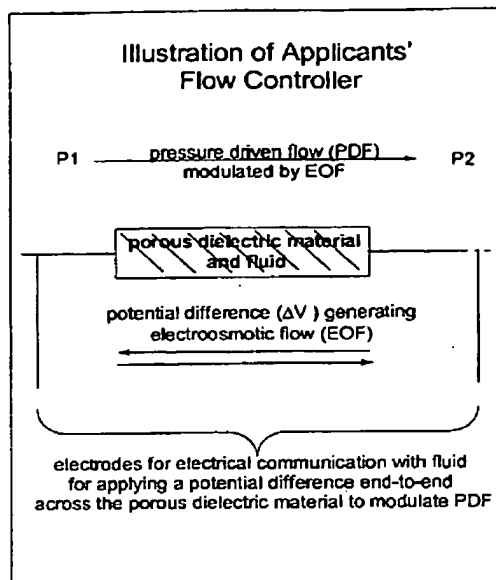 Illustration of Applicants'
Flow Controller
P1 pressure driven flow (PDF) P2
modulated by EOF
porous dielectric material
and fluid
potential difference (ΔV ) generating
electroosmotic flow (EOF)
electrodes for electrical communication with fluid
for applying a potential difference end-to-end
across the porous dielectric material to modulate PDF